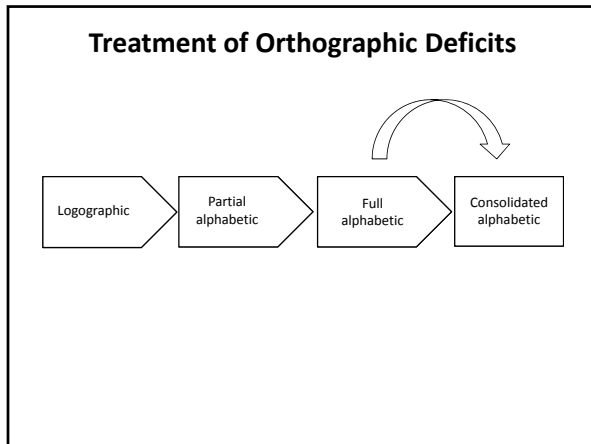 Treatment of Orthographic Deficits
Logographic
Partial
alphabetic
Full
alphabetic
Consolidated
alphabetic